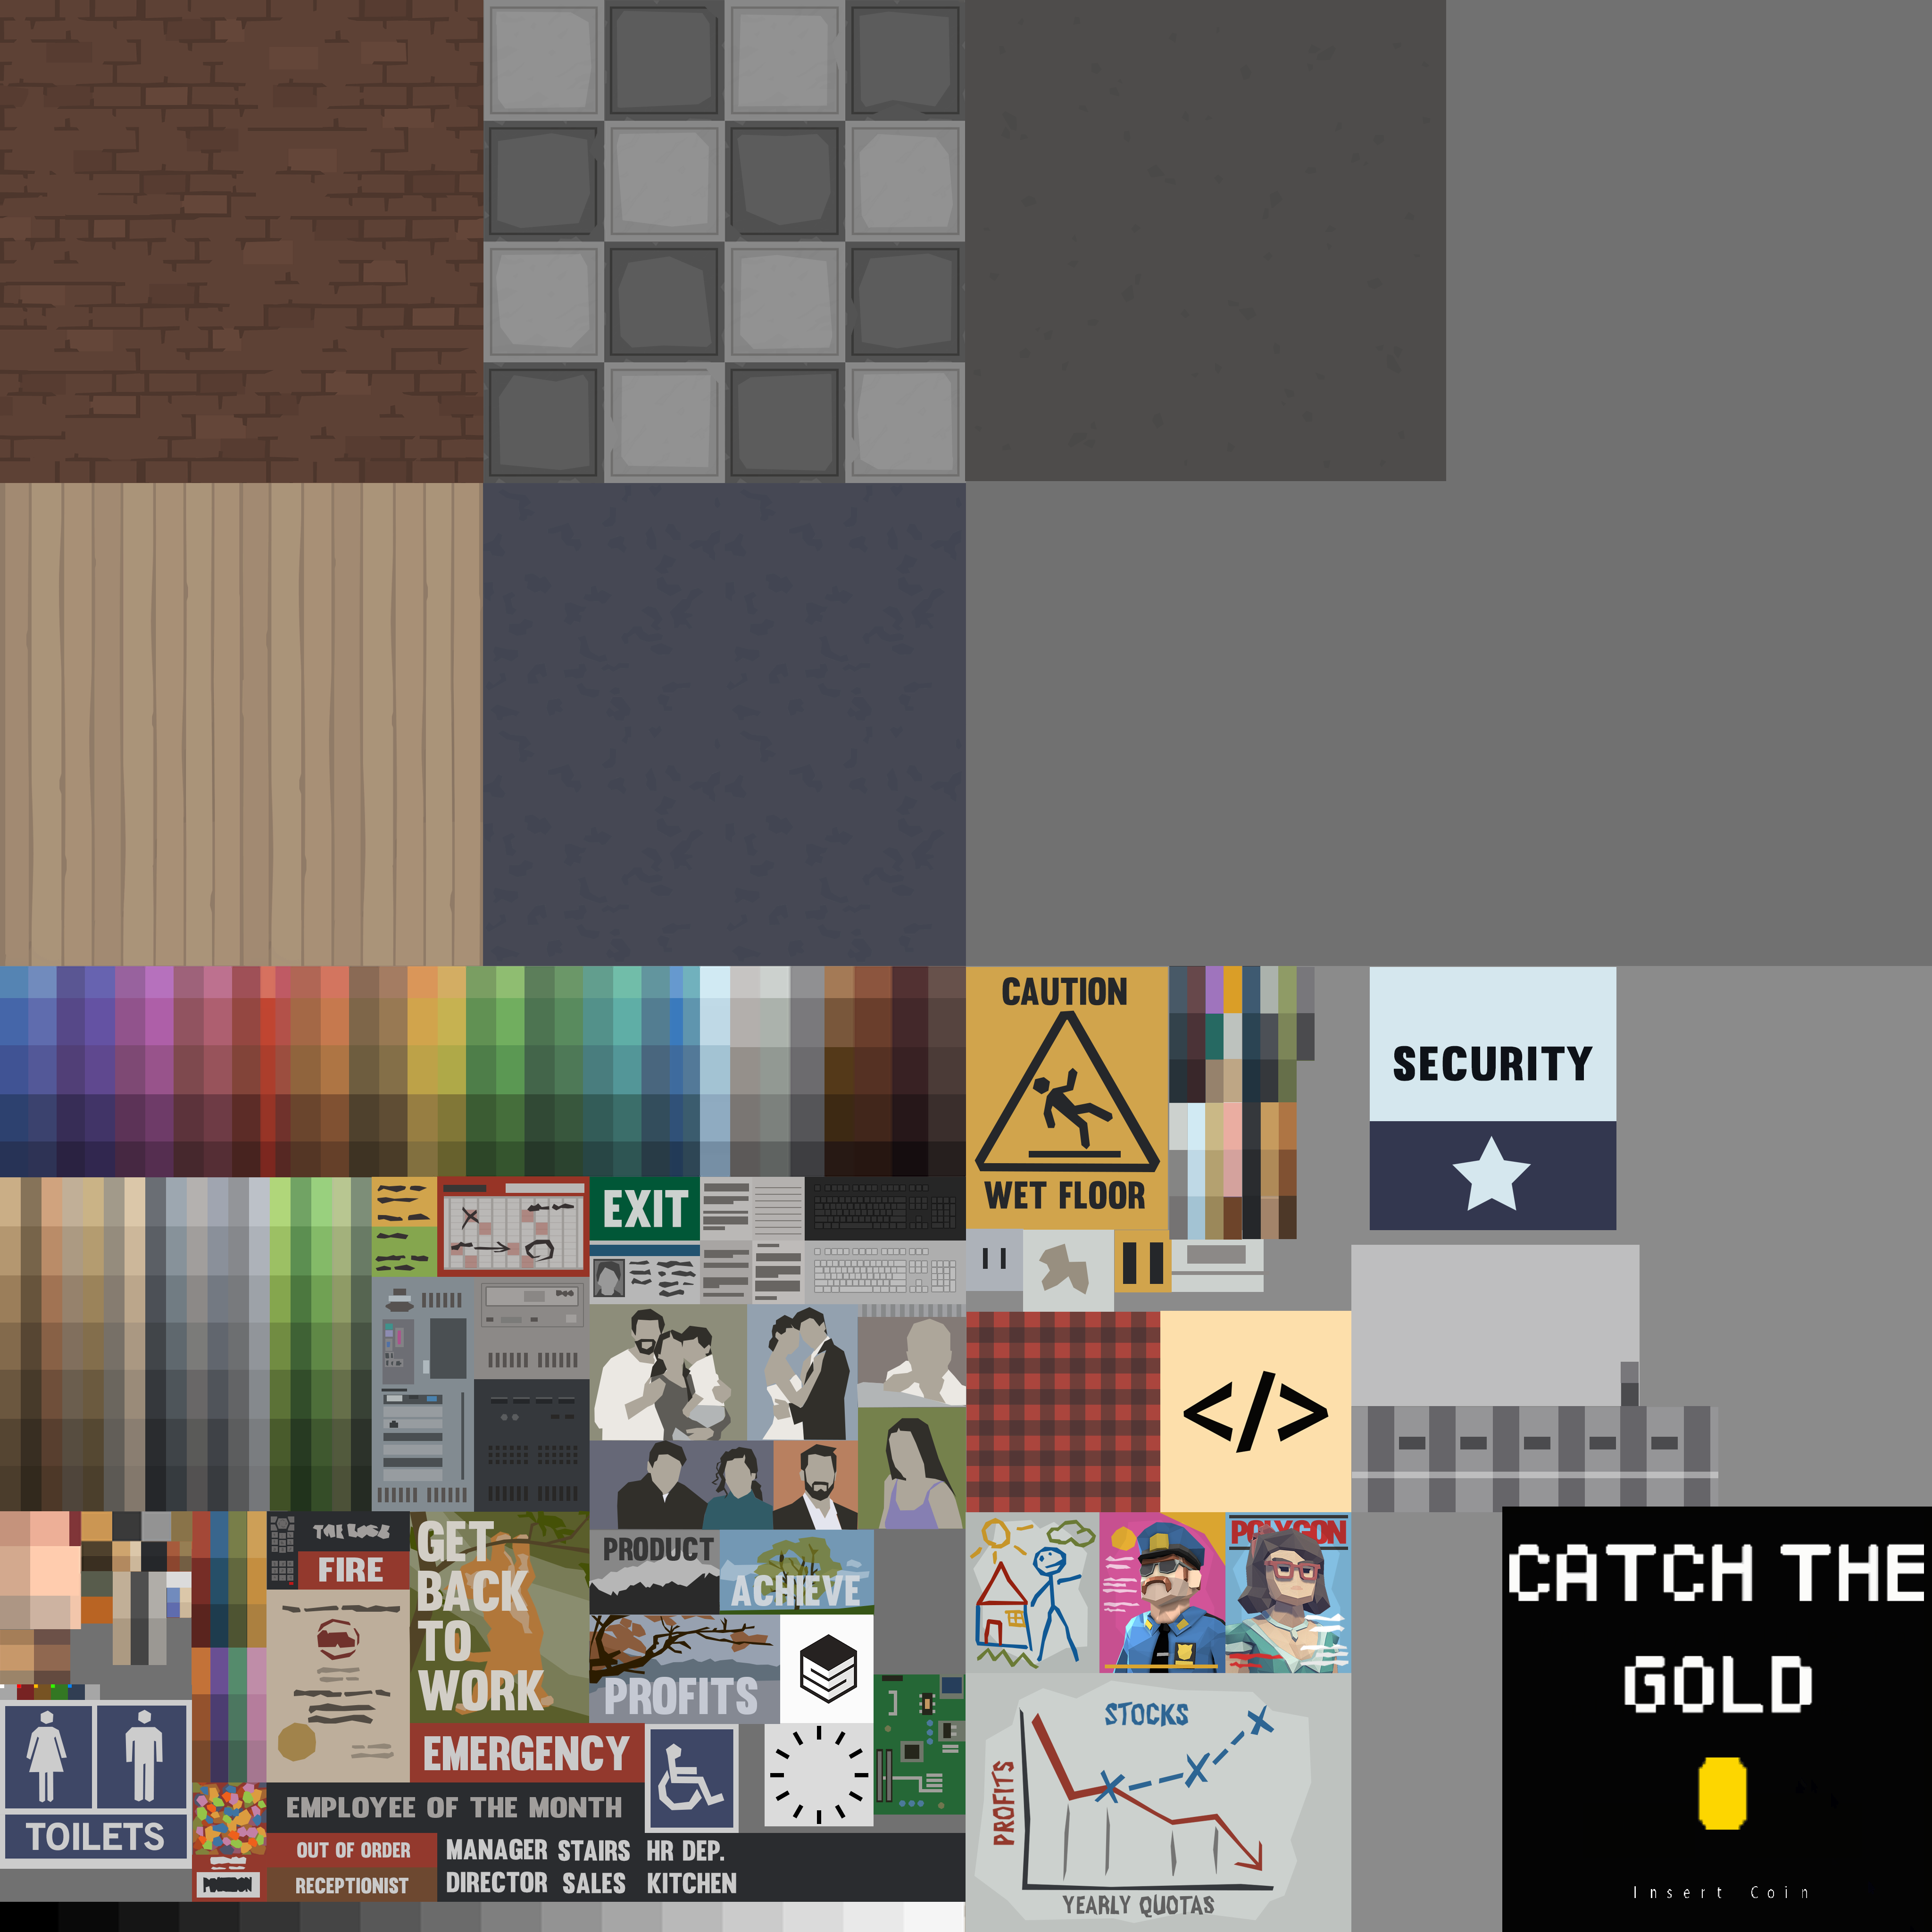 CAUTION
WET FLOOR
SECURITY
EXIT
</>
FIRE
GET
BACK
TO
WORK
PRODUCT
ACHIEVE
PROFITS
POLYGON
CATCH THE
GOLD
Insert Coin
STOCKS
PROFITS
YEARLY QUOTAS
TOILETS
EMERGENCY
EMPLOYEE OF THE MONTH
OUT OF ORDER
RECEPTIONIST
MANAGER STAIRS HR DEP.
DIRECTOR SALES KITCHEN